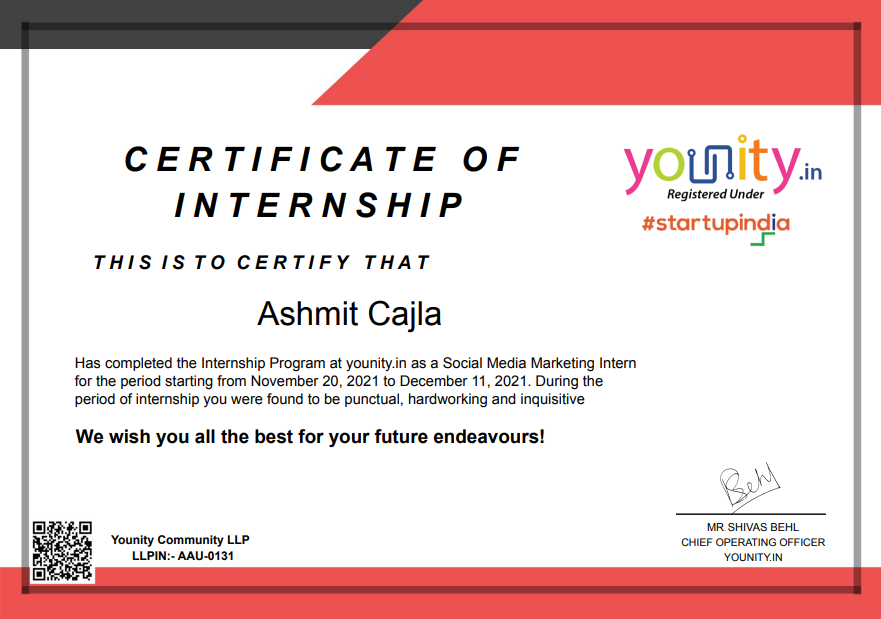 CERTIFICATE OF
INTERNSHIP
younity.in
Registered Under
#startupindia
THIS IS TO CERTIFY THAT
Ashmit Cajla
Has completed the Internship Program at younity.in as a Social Media Marketing Intern
for the period starting from November 20, 2021 to December 11, 2021. During the
period of internship you were found to be punctual, hardworking and inquisitive
We wish you all the best for your future endeavours!
Behl
MR. SHIVAS BEHL
CHIEF OPERATING OFFICER
YOUNITY.IN
Younity Community LLP
LLPIN:- AAU-0131